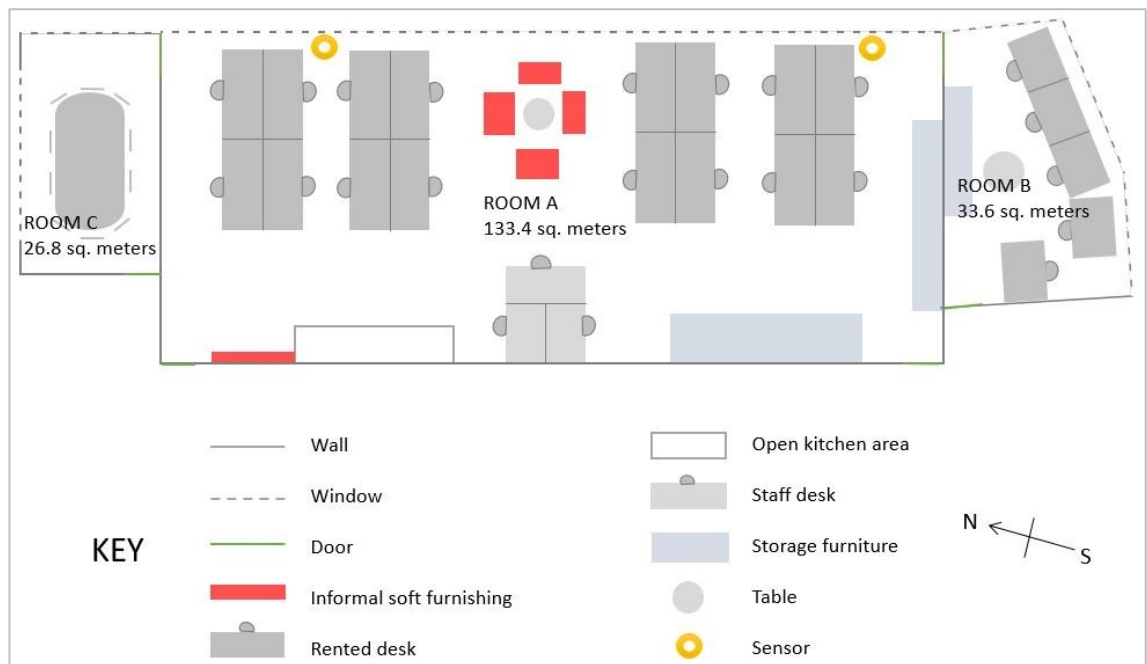 ROOM A
133.4 sq. meters
ROOM B
33.6 sq. meters
ROOM C
26.8 sq. meters
KEY
Wall
Window
Door
Informal soft furnishing
Rented desk
Open kitchen area
Staff desk
Storage furniture
Table
Sensor
N
S